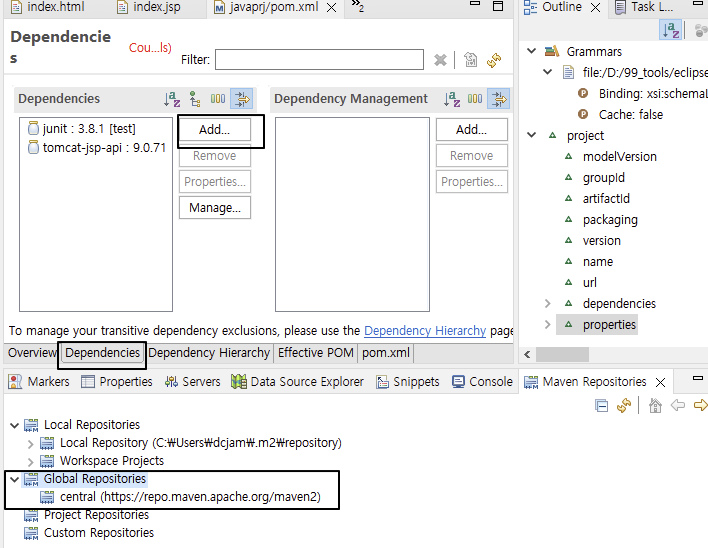 index.html
index.jsp
javaprj/pom.xml
»2
Outline
Task L...
Dependencies
Cou...ls)
Filter:
Dependencies
Dependency Management
junit : 3.8.1 [test]
tomcat-jsp-api : 9.0.71
Add...
Remove
Properties...
Manage...
Add...
Remove
Properties...
To manage your transitive dependency exclusions, please use the Dependency Hierarchy page
Overview
Dependencies
Dependency Hierarchy
Effective POM
pom.xml
Grammars
file:/D:/99_tools/eclipse
Binding: xsi:schemaL
Cache: false
project
modelVersion
groupId
artifactId
packaging
version
name
url
dependencies
properties
Markers
Properties
Servers
Data Source Explorer
Snippets
Console
Maven Repositories
Local Repositories
Local Repository (C:₩Users₩dcjam₩.m2₩repository)
Workspace Projects
Global Repositories
central (https://repo.maven.apache.org/maven2)
Project Repositories
Custom Repositories